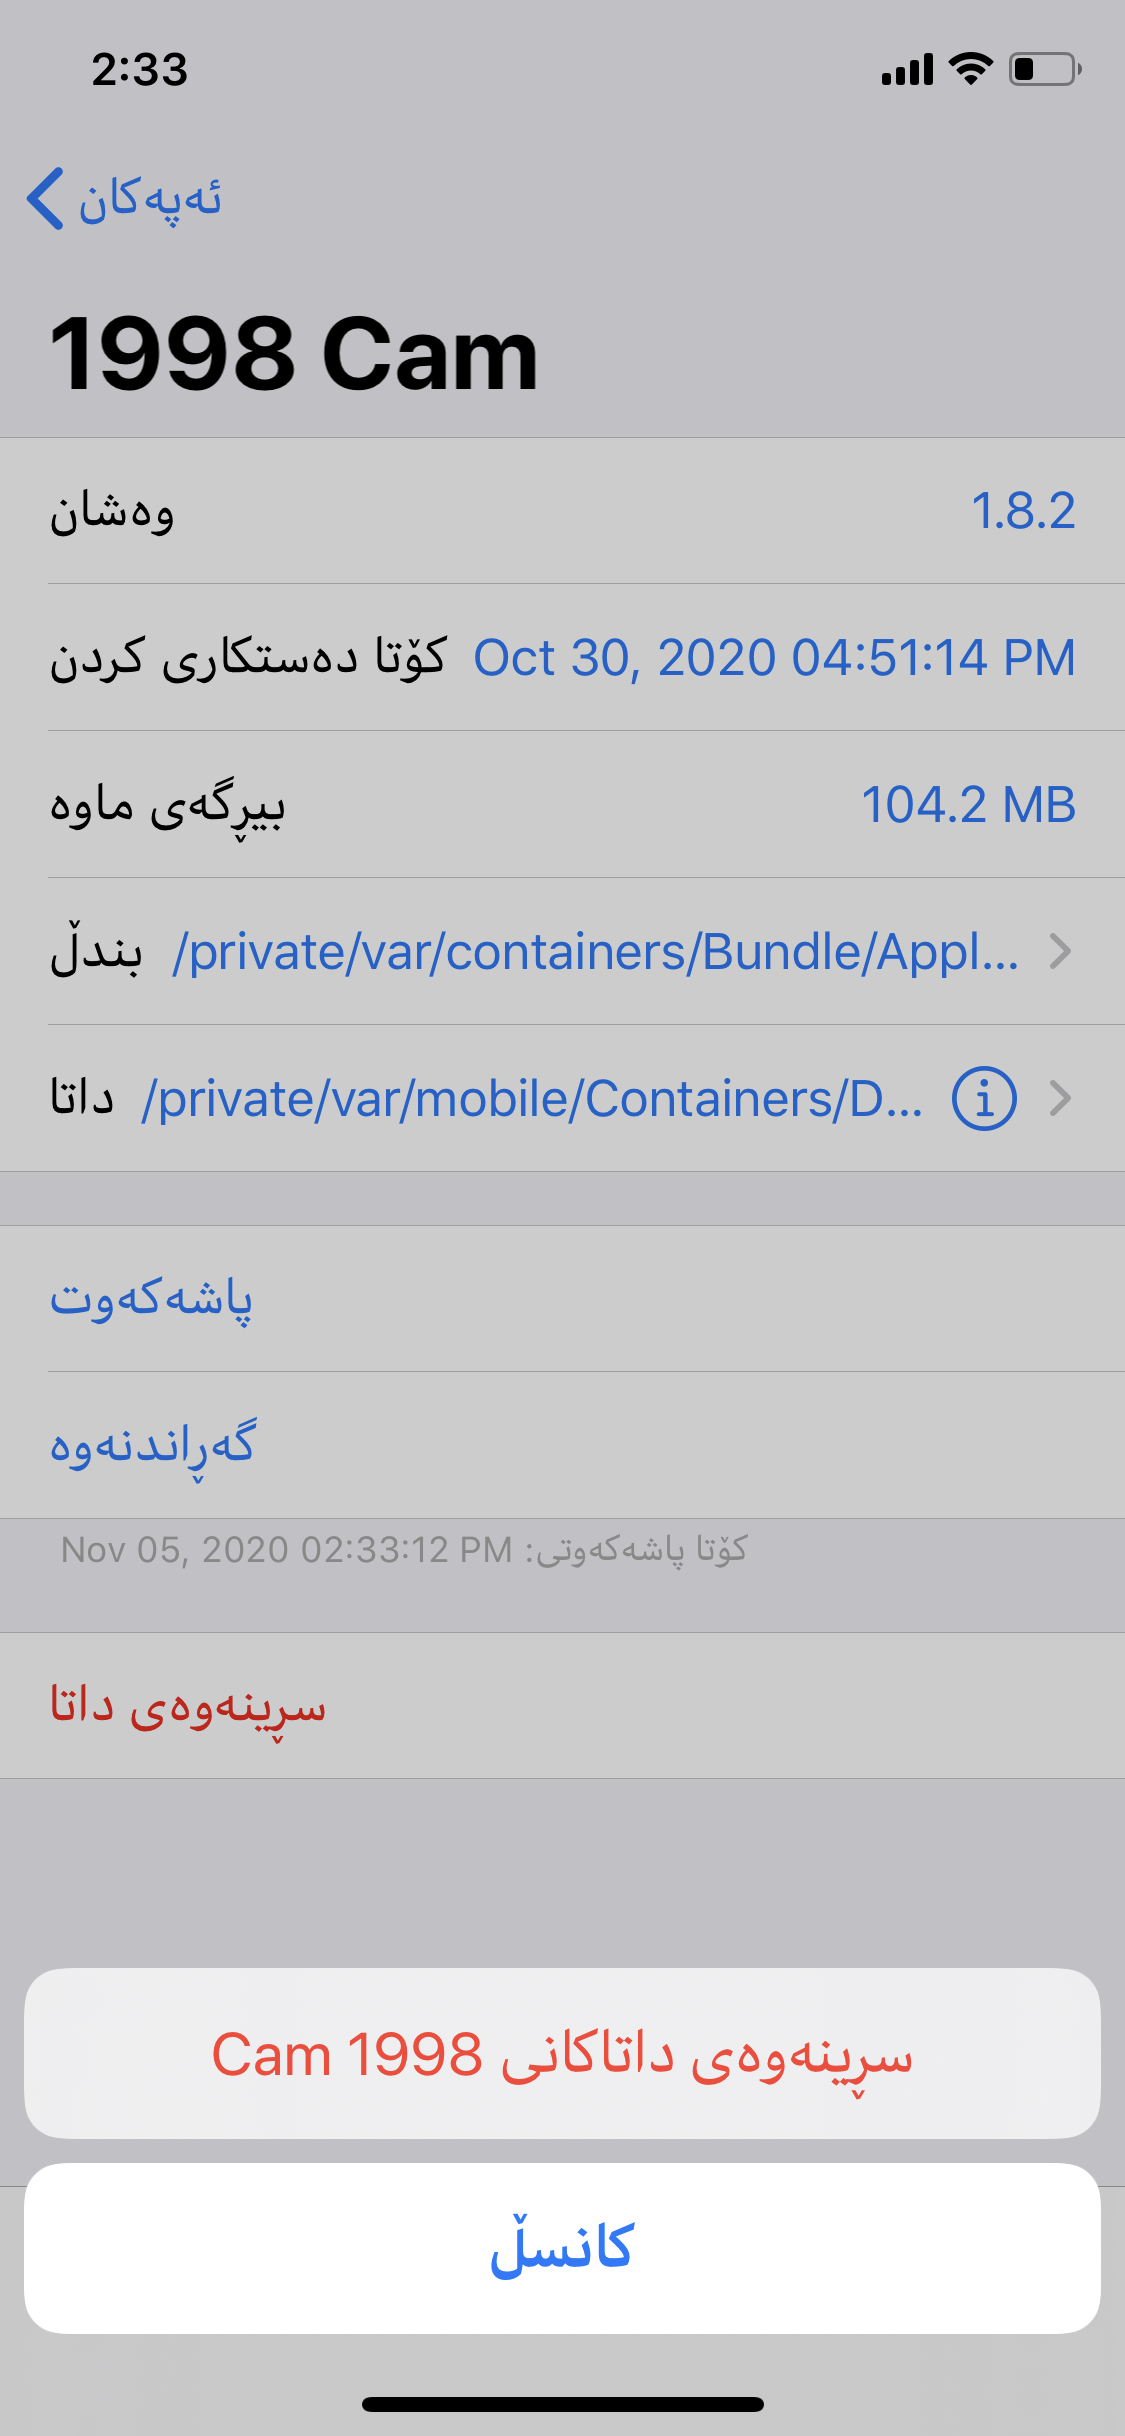 2:33
ئەپەکان
1998 Cam
وەشان 1.8.2
کۆتا دەستکاری کردن Oct 30, 2020 04:51:14 PM
بیڕگەی ماوە 104.2 MB
بندڵ /private/var/containers/Bundle/Appl...
داتا /private/var/mobile/Containers/D...
پاشەکەوت
گەڕاندنەوە
کۆتا پاشەکەوتی: Nov 05, 2020 02:33:12 PM
سڕینەوەی داتا
سڕینەوەی داتاکانی 1998 Cam
کانسڵ